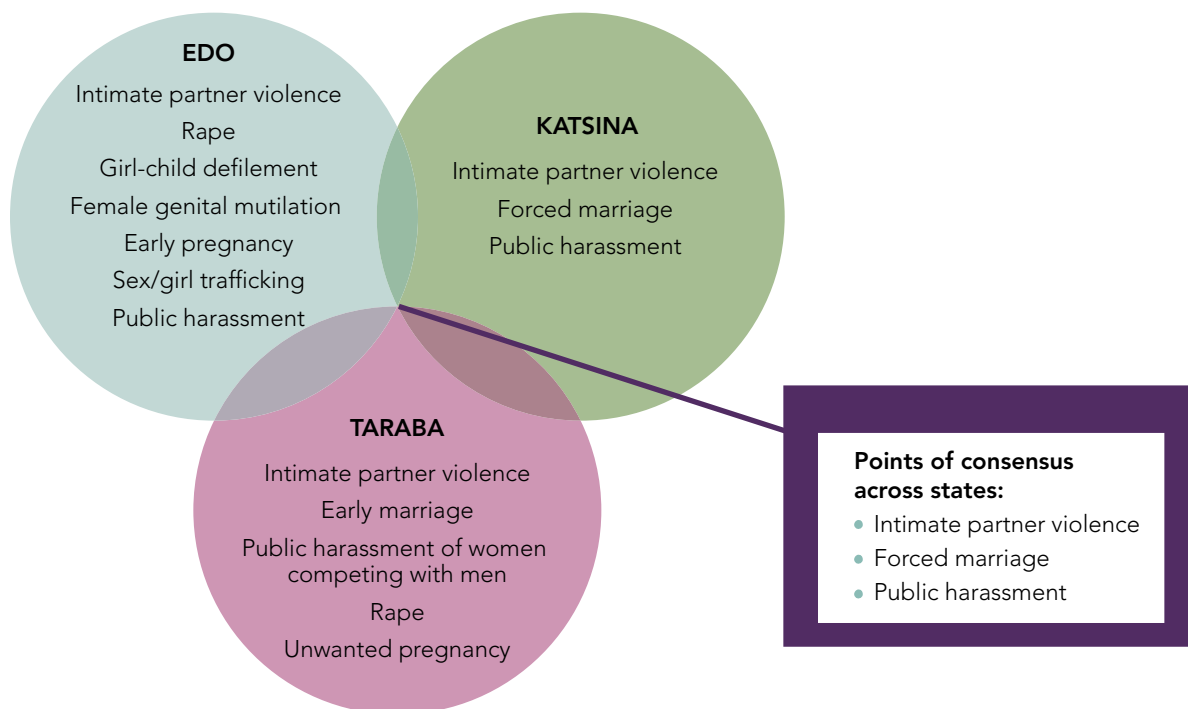 EDO
Intimate partner violence
Rape
Girl-child defilement
Female genital mutilation
Early pregnancy
Sex/girl trafficking
Public harassment
KATSINA
Intimate partner violence
Forced marriage
Public harassment
TARABA
Intimate partner violence
Early marriage
Public harassment of women
competing with men
Rape
Unwanted pregnancy
Points of consensus
across states:
• Intimate partner violence
• Forced marriage
• Public harassment